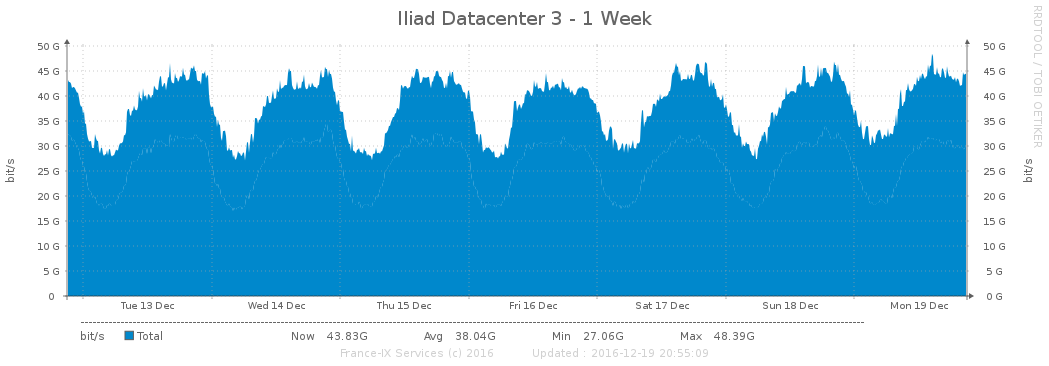 Iliad Datacenter 3 - 1 Week
RRDTOOL / TOBI OETIKER
50 G 50 G
45 G 45 G
40 G 40 G
35 G 35 G
30 G 30 G
25 G 25 G
20 G 20 G
15 G 15 G
10 G 10 G
5 G 5 G
0 0 G
bit/s bit/s
Tue 13 Dec Wed 14 Dec Thu 15 Dec Fri 16 Dec Sat 17 Dec Sun 18 Dec Mon 19 Dec
bit/s Total Now 43.83G Avg 38.04G Min 27.06G Max 48.39G
France-IX Services (c) 2016 Updated : 2016-12-19 20:55:09